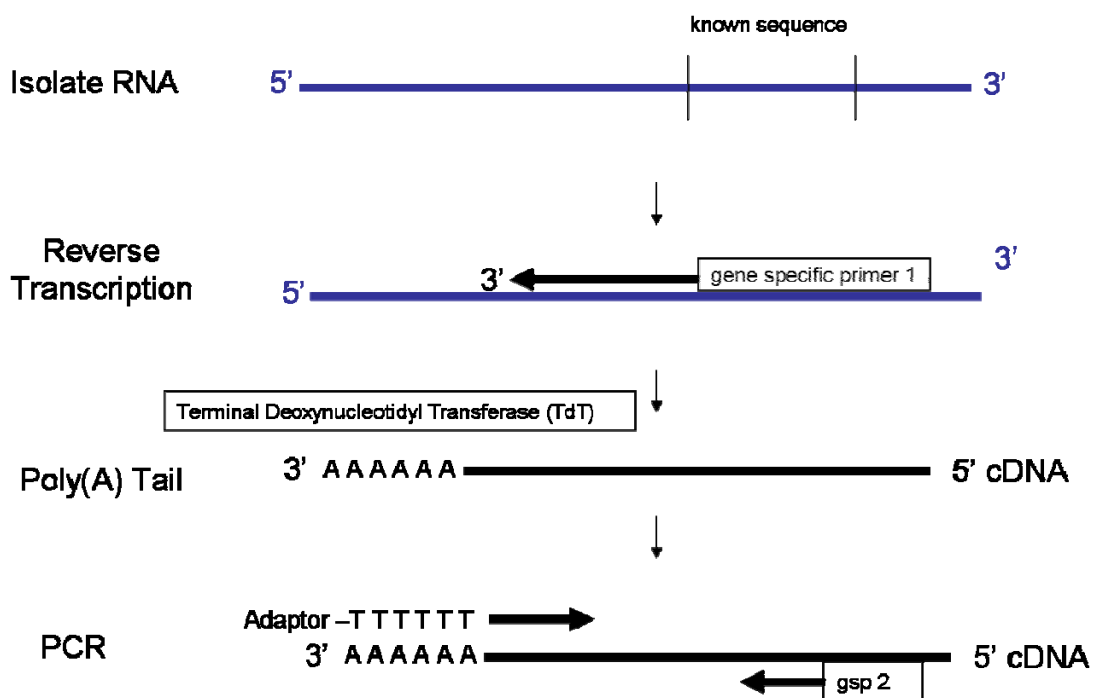 known sequence
Isolate RNA
5’
3’
Reverse
Transcription
3’
gene specific primer 1
3’
5’
Terminal Deoxynucleotidyl Transferase (TdT)
Poly(A) Tail
3’ A A A A A A
5’ cDNA
Adaptor –T T T T T T
PCR
3’ A A A A A A
5’ cDNA
gsp 2